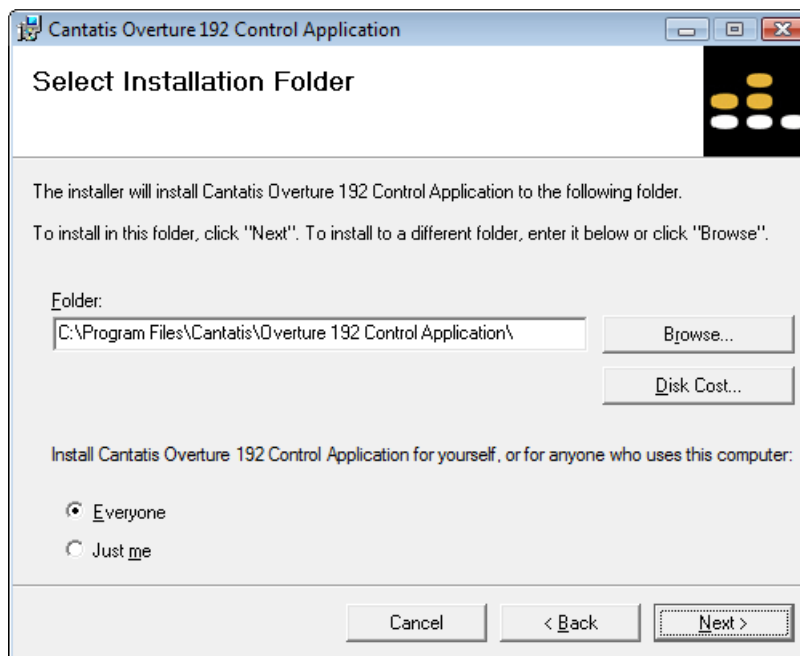 Cantatis Overture 192 Control Application
Select Installation Folder
The installer will install Cantatis Overture 192 Control Application to the following folder.
To install in this folder, click "Next". To install to a different folder, enter it below or click "Browse".
Folder:
C:\Program Files\Cantatis\Overture 192 Control Application\
Browse...
Disk Cost...
Install Cantatis Overture 192 Control Application for yourself, or for anyone who uses this computer:
Everyone
Just me
Cancel
< Back
Next >